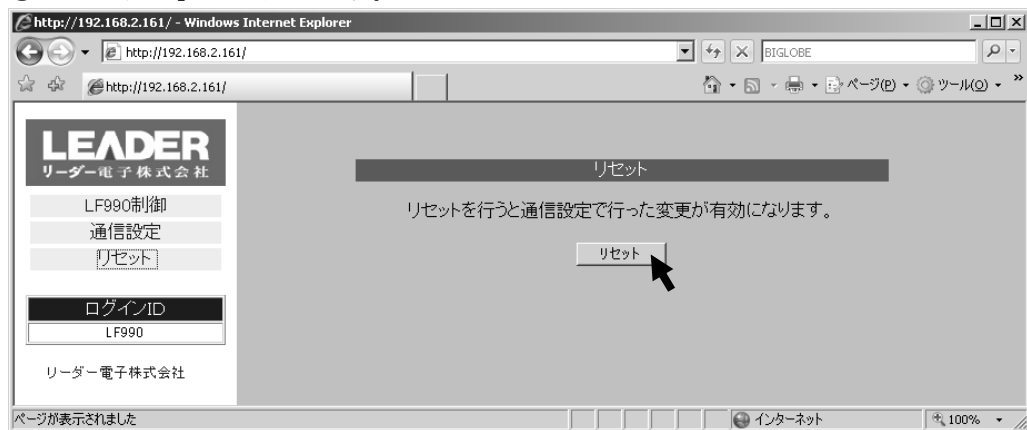 http://192.168.2.161/ - Windows Internet Explorer
http://192.168.2.161/
BIGLOBE
http://192.168.2.161/
ページ(P)
ツール(O)
LEADER
リーダー電子株式会社
LF990制御
通信設定
リセット
ログインID
LF990
リーダー電子株式会社
リセット
リセットを行うと通信設定で行った変更が有効になります。
リセット
ページが表示されました
インターネット
100%